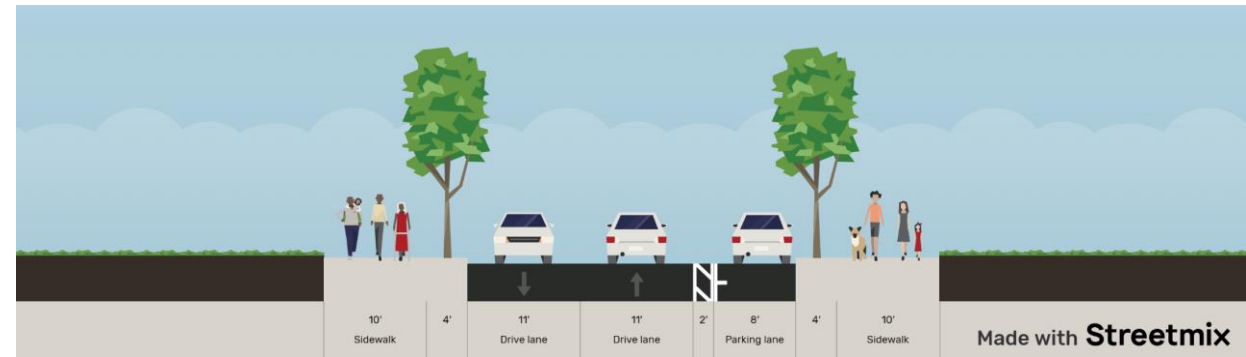 10'
Sidewalk
4'
11'
Drive lane
11'
Drive lane
2'
8'
Parking lane
4'
10'
Sidewalk
Made with Streetmix